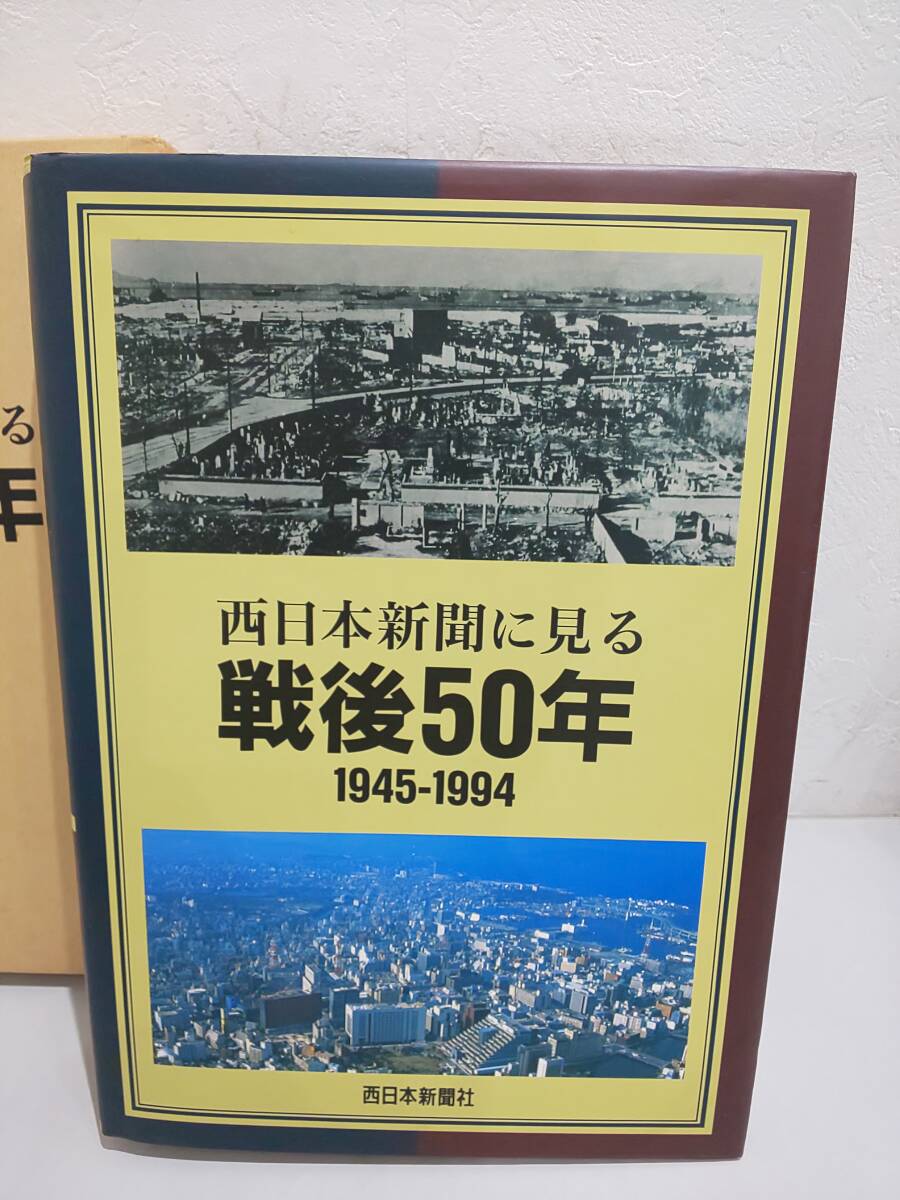 る
年
西日本新聞に見る
戦後50年
1945-1994
西日本新聞社